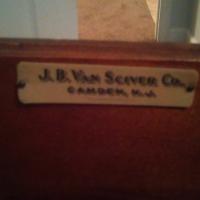 J. B. VAN SCIVER CO.
CAMDEN, N. J.